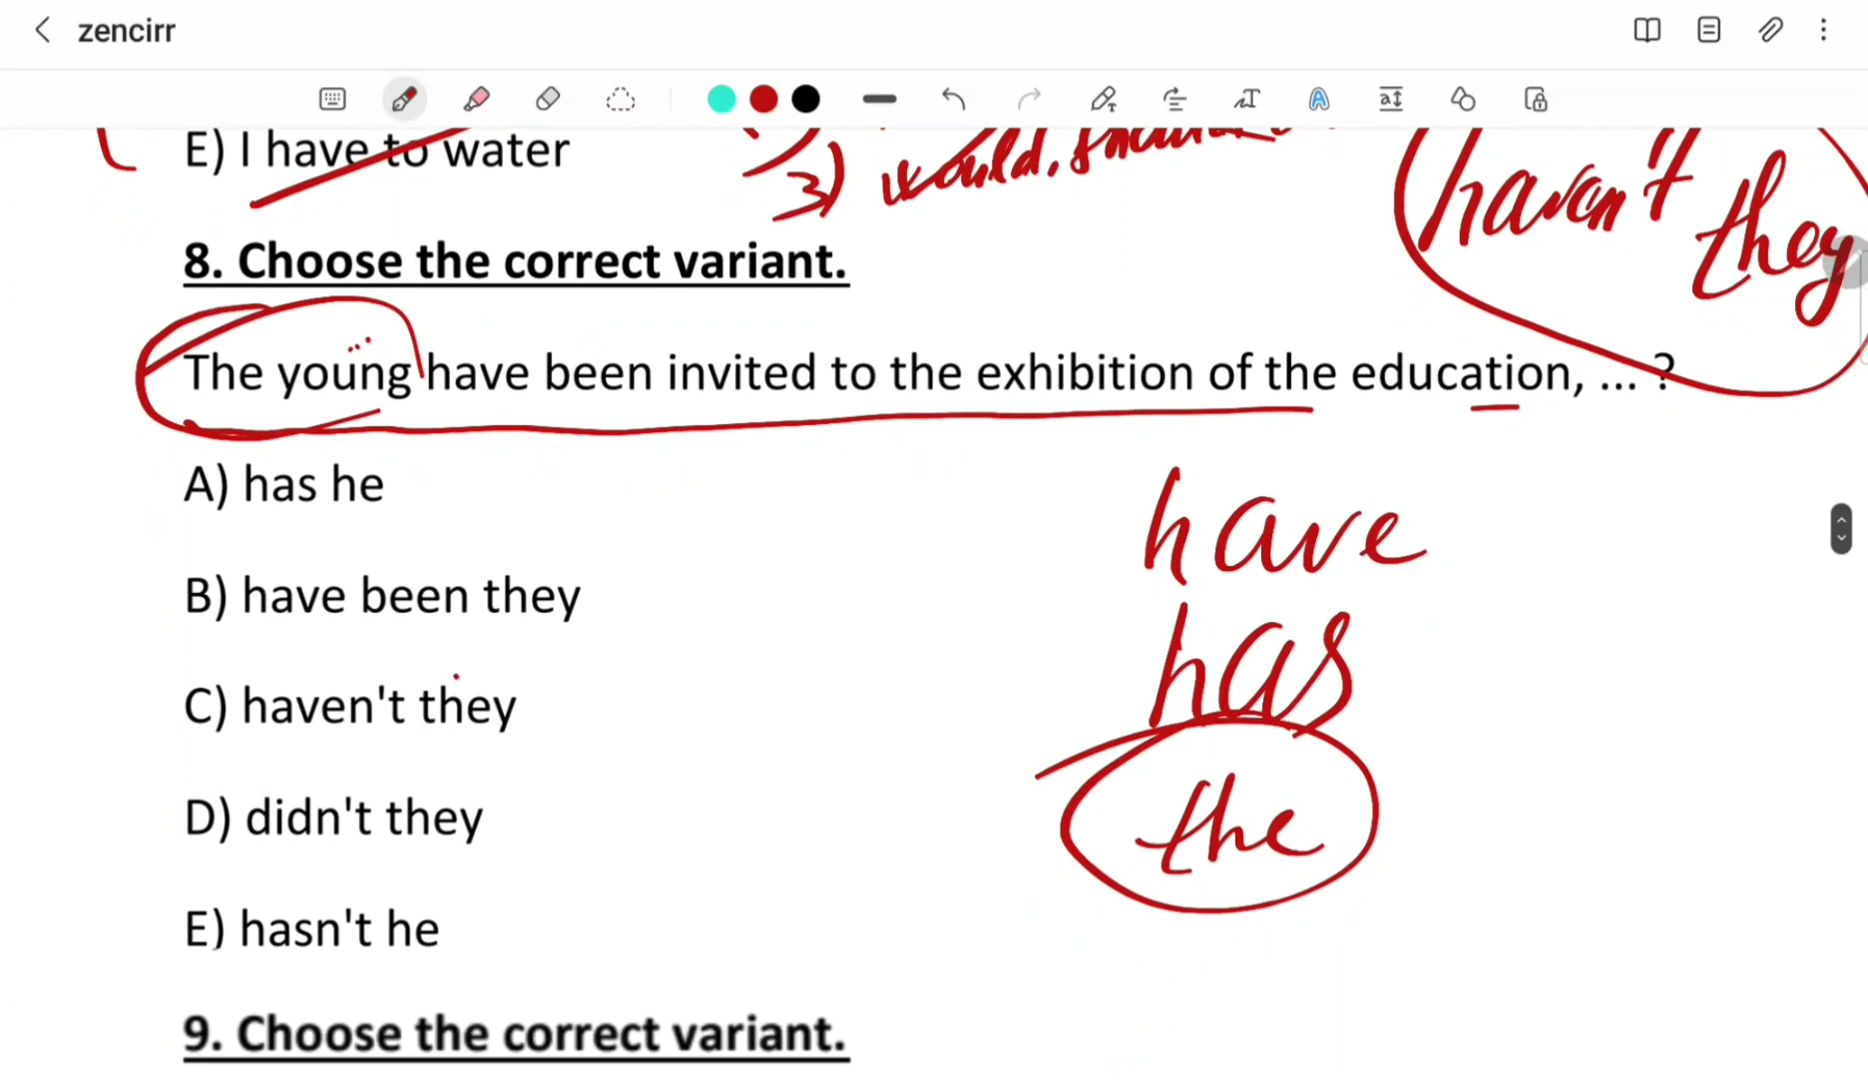 zencirr
E) I have to water
3) would, should
haven't they
8. Choose the correct variant.
The young have been invited to the exhibition of the education, ... ?
A) has he
B) have been they
C) haven't they
D) didn't they
E) hasn't he
have
has
the
9. Choose the correct variant.